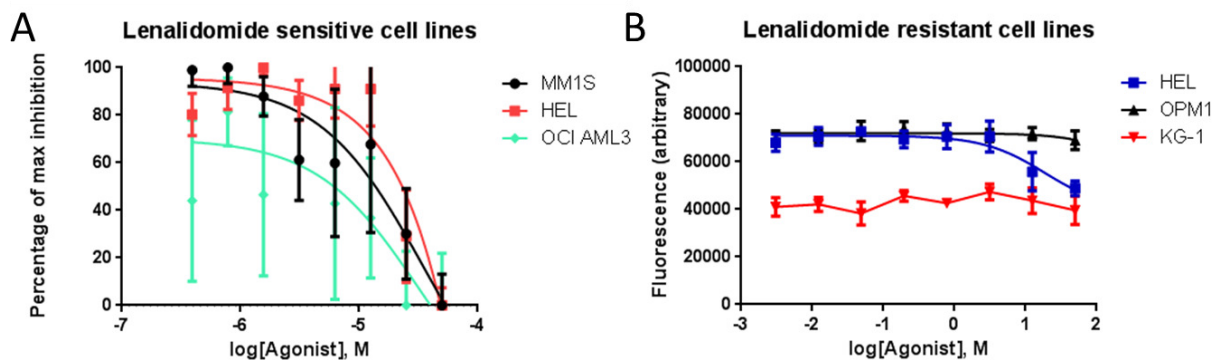 A
Lenalidomide sensitive cell lines
Percentage of max inhibition
100
80
60
40
20
0
-7
-6
-5
-4
log[Agonist], M
MM1S
HEL
OCI AML3
B
Lenalidomide resistant cell lines
Fluorescence (arbitrary)
100000
80000
60000
40000
20000
0
-3
-2
-1
0
1
2
log[Agonist], M
HEL
OPM1
KG-1